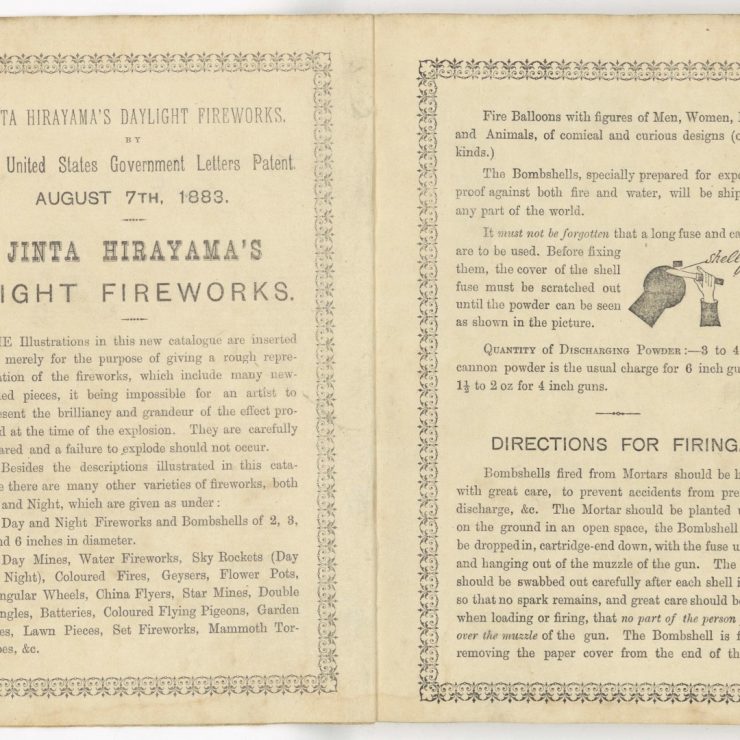 TA HIRAYAMA'S DAYLIGHT FIREWORKS.
BY
United States Government Letters Patent.
AUGUST 7TH, 1883.
JINTA HIRAYAMA'S
IGHT FIREWORKS.
E Illustrations in this new catalogue are inserted
merely for the purpose of giving a rough repre-
ation of the fireworks, which include many new-
ed pieces, it being impossible for an artist to
esent the brilliancy and grandeur of the effect pro-
d at the time of the explosion. They are carefully
ared and a failure to explode should not occur.
Besides the descriptions illustrated in this cata-
e there are many other varieties of fireworks, both
and Night, which are given as under:
Day and Night Fireworks and Bombshells of 2, 3,
nd 6 inches in diameter.
Day Mines, Water Fireworks, Sky Rockets (Day
Night), Coloured Fires, Geysers, Flower Pots,
ngular Wheels, China Flyers, Star Mines, Double
ngles, Batteries, Coloured Flying Pigeons, Garden
es, Lawn Pieces, Set Fireworks, Mammoth Tor-
oes, &c.
Fire Balloons with figures of Men, Women,
and Animals, of comical and curious designs (o
kinds.)
The Bombshells, specially prepared for expo
proof against both fire and water, will be ship
any part of the world.
It must not be forgotten that a long fuse and ca
are to be used. Before fixing
them, the cover of the shell
fuse must be scratched out
until the powder can be seen
as shown in the picture.
shell
QUANTITY OF DISCHARGING POWDER:—3 to 4
cannon powder is the usual charge for 6 inch gu
1½ to 2 oz for 4 inch guns.
DIRECTIONS FOR FIRING.
Bombshells fired from Mortars should be h
with great care, to prevent accidents from pre
discharge, &c. The Mortar should be planted u
on the ground in an open space, the Bombshell
be dropped in, cartridge-end down, with the fuse u
and hanging out of the muzzle of the gun. The
should be swabbed out carefully after each shell i
so that no spark remains, and great care should be
when loading or firing, that no part of the person
over the muzzle of the gun. The Bombshell is f
removing the paper cover from the end of th